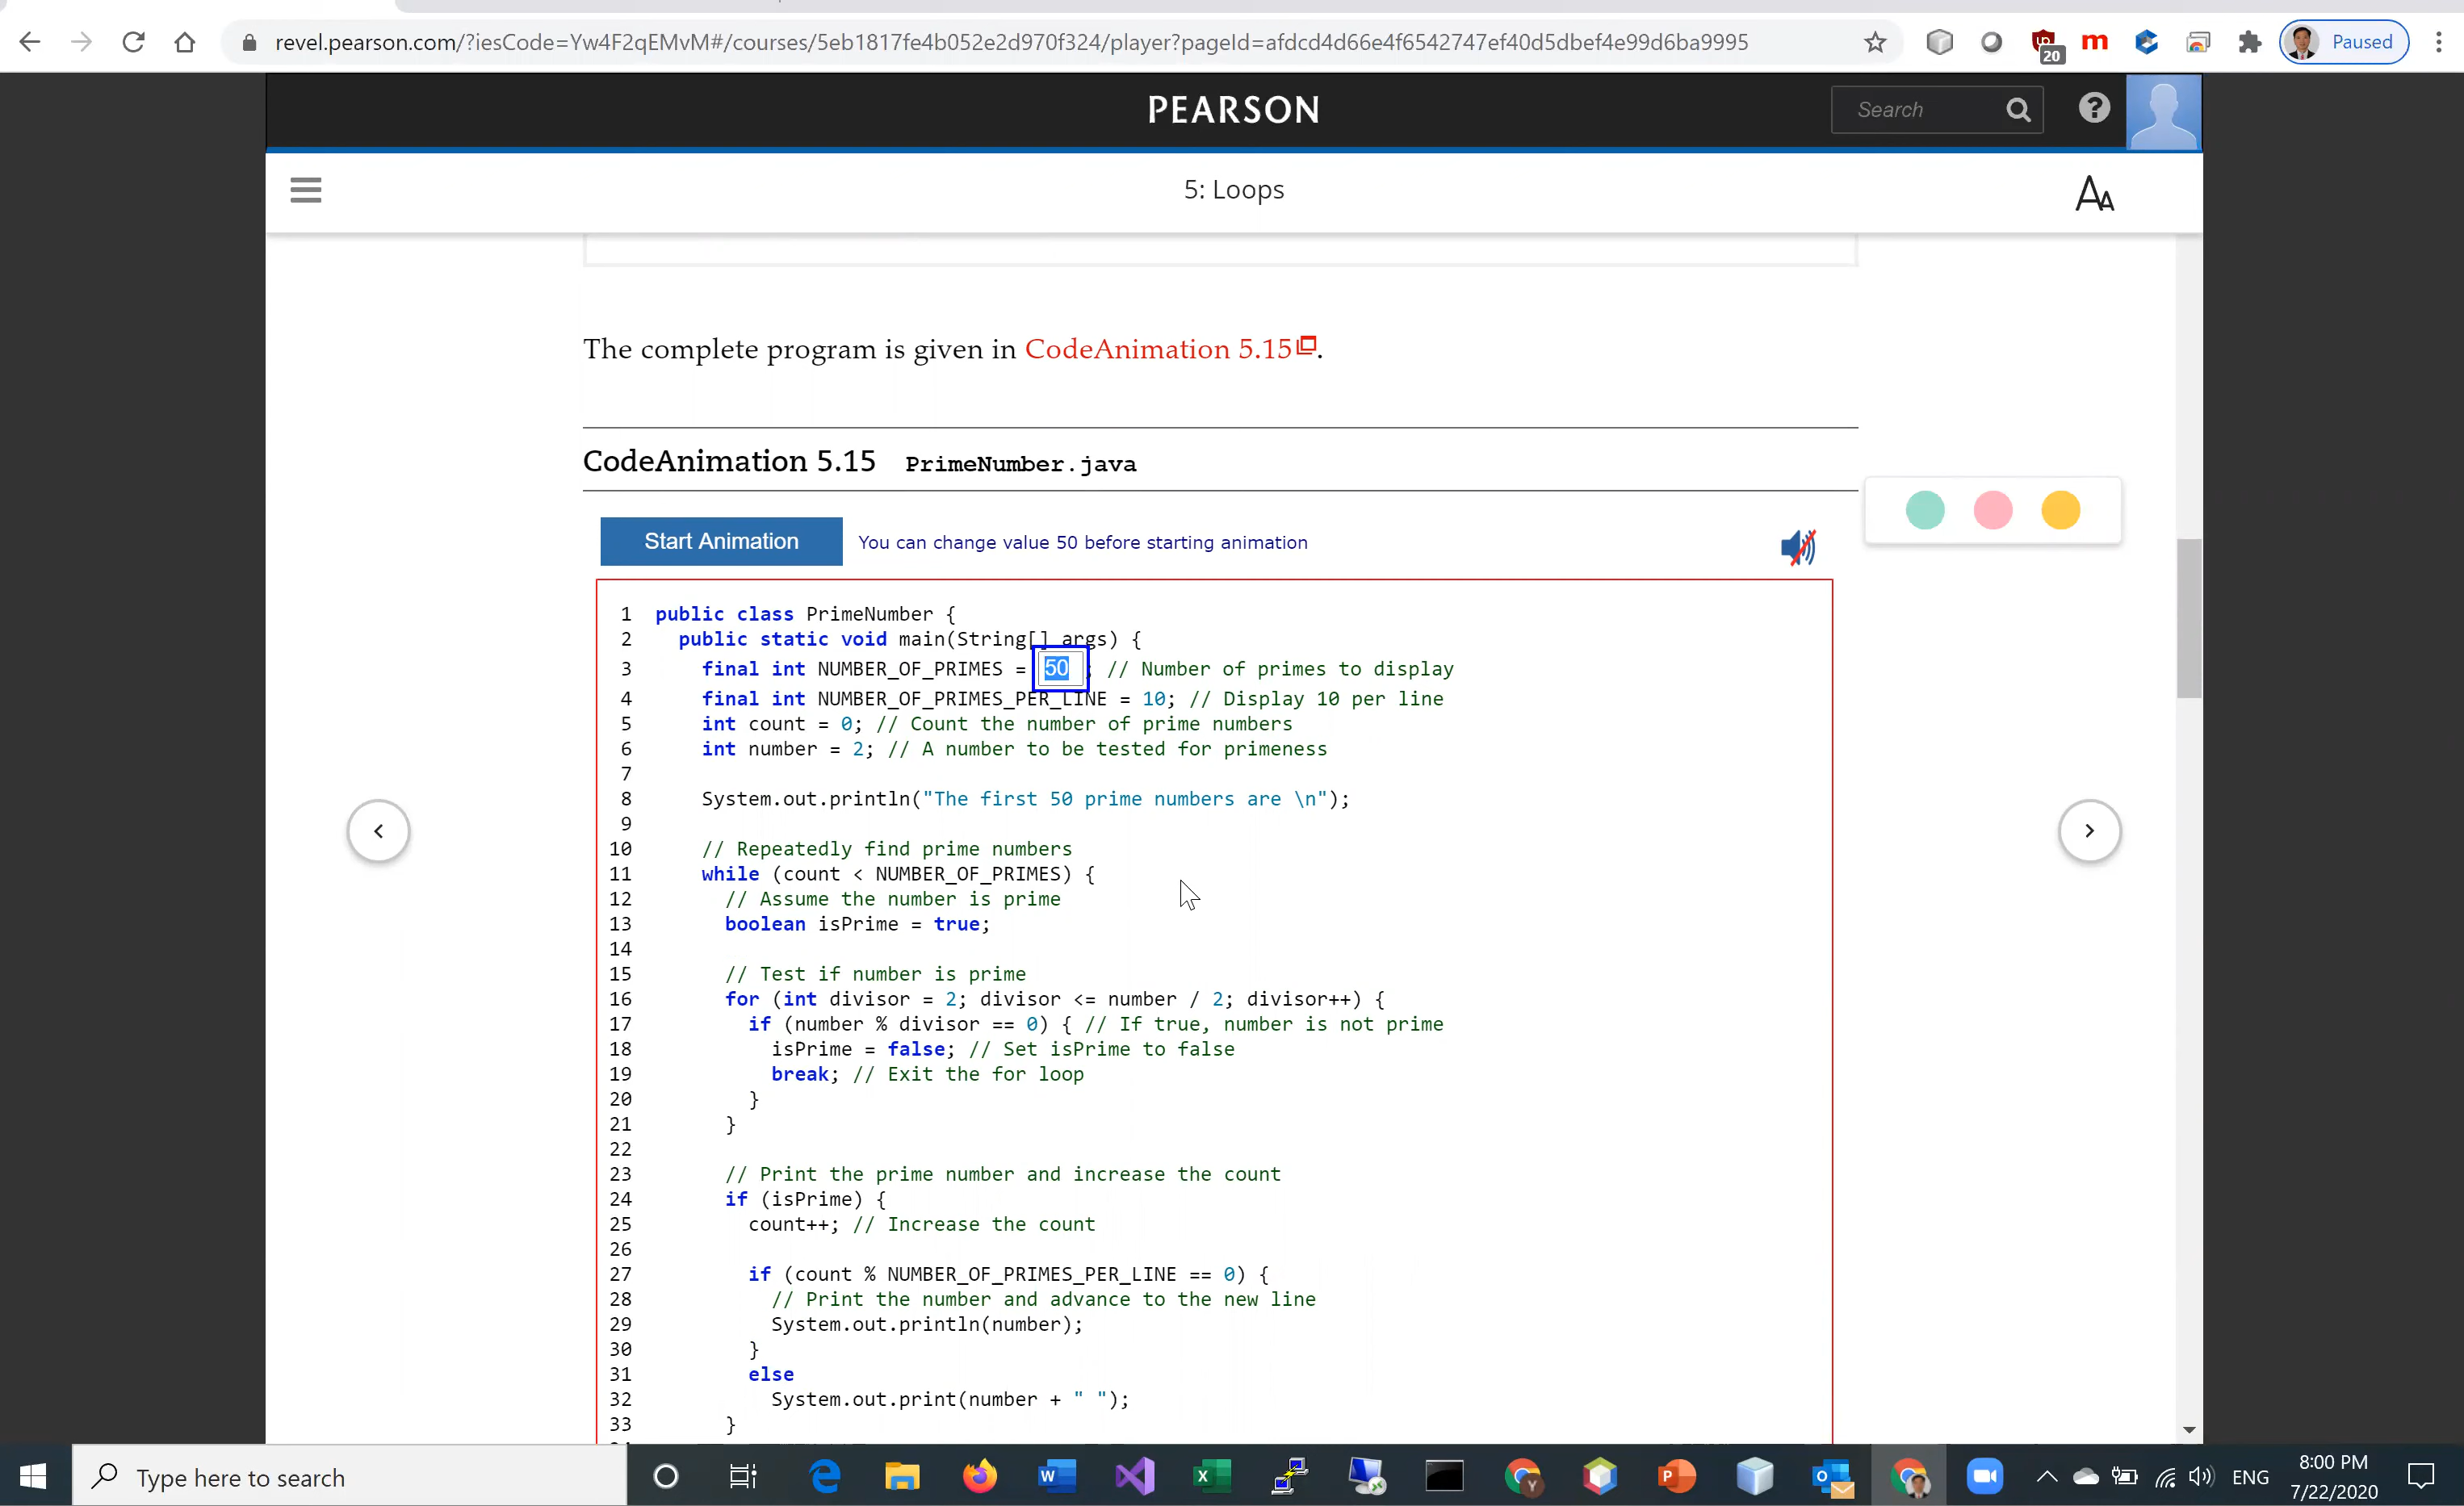 revel.pearson.com/?iesCode=Yw4F2qEMvM#/courses/5eb1817fe4b052e2d970f324/player?pageId=afdcd4d66e4f6542747ef40d5dbef4e99d6ba9995
20
m
Paused
PEARSON
Search
?
5: Loops
AA
The complete program is given in CodeAnimation 5.15.
CodeAnimation 5.15 PrimeNumber.java
Start Animation You can change value 50 before starting animation
1 public class PrimeNumber {
2 public static void main(String[] args) {
3 final int NUMBER_OF_PRIMES = 50; // Number of primes to display
4 final int NUMBER_OF_PRIMES_PER_LINE = 10; // Display 10 per line
5 int count = 0; // Count the number of prime numbers
6 int number = 2; // A number to be tested for primeness
7
8 System.out.println("The first 50 prime numbers are \n");
9
10 // Repeatedly find prime numbers
11 while (count < NUMBER_OF_PRIMES) {
12 // Assume the number is prime
13 boolean isPrime = true;
14
15 // Test if number is prime
16 for (int divisor = 2; divisor <= number / 2; divisor++) {
17 if (number % divisor == 0) { // If true, number is not prime
18 isPrime = false; // Set isPrime to false
19 break; // Exit the for loop
20 }
21 }
22
23 // Print the prime number and increase the count
24 if (isPrime) {
25 count++; // Increase the count
26
27 if (count % NUMBER_OF_PRIMES_PER_LINE == 0) {
28 // Print the number and advance to the new line
29 System.out.println(number);
30 }
31 else
32 System.out.print(number + " ");
33 }
Type here to search
ENG
8:00 PM
7/22/2020